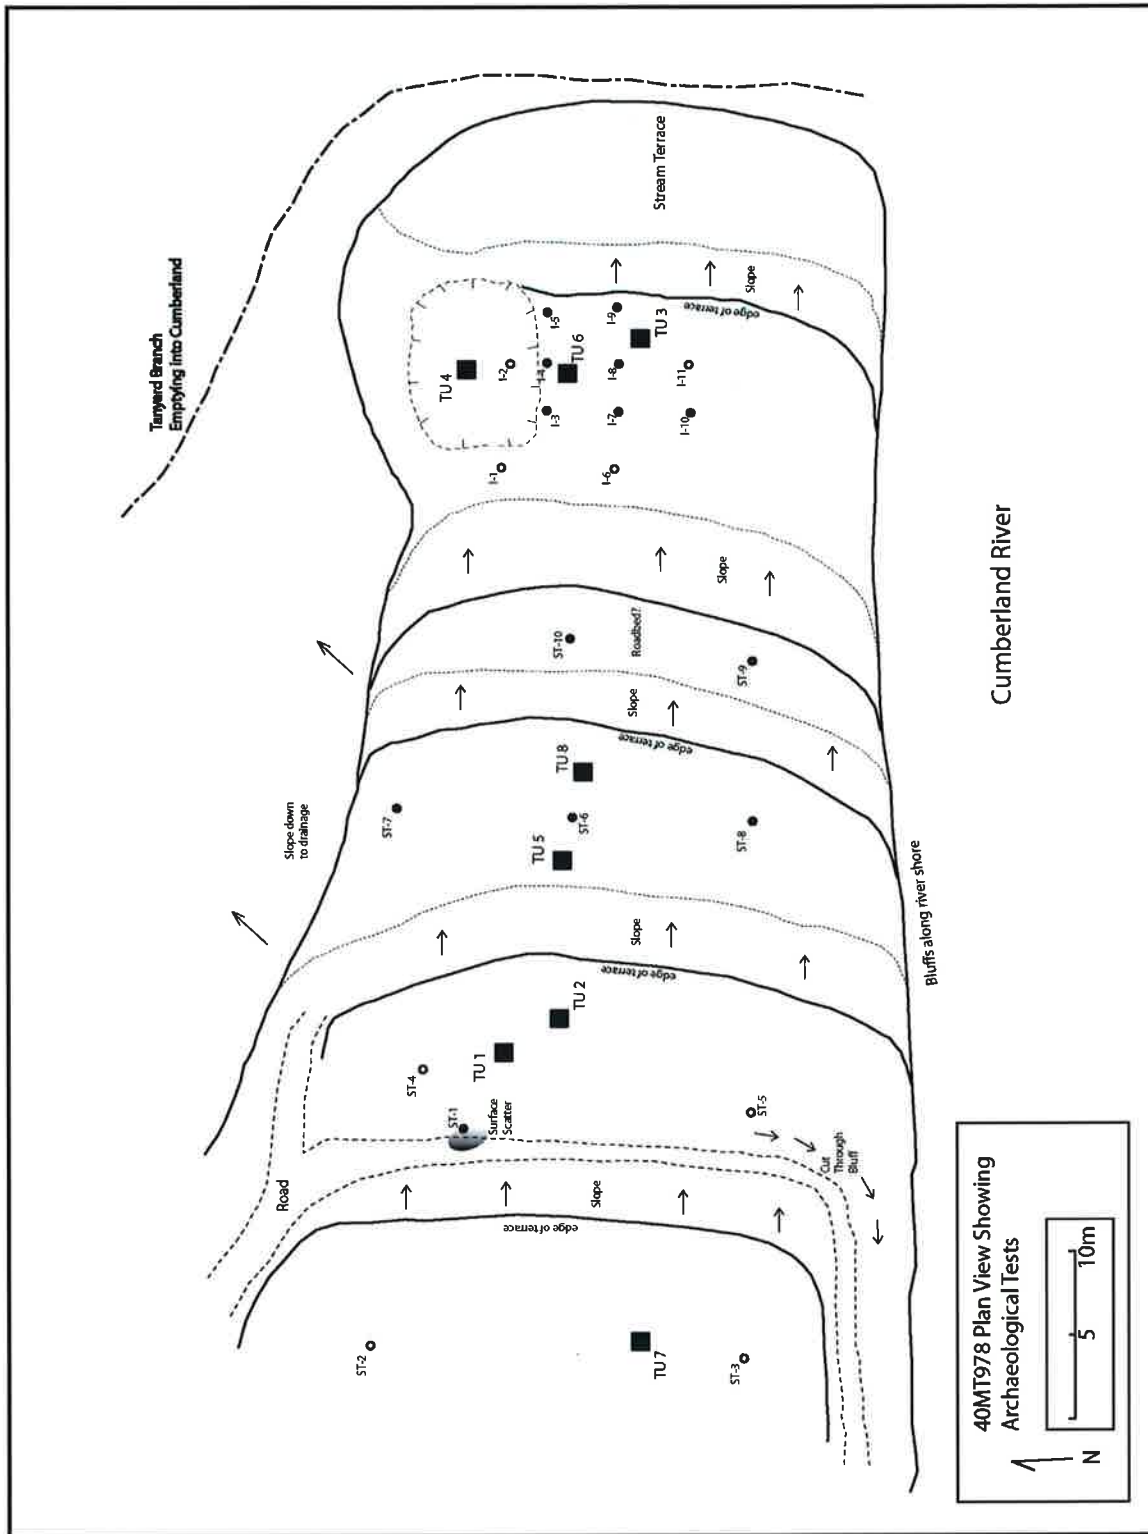 Tanyard Branch
Emptying into Cumberland
Stream Terrace
Slope
edge of terrace
I-5
I-9
TU 3
TU 6
TU 4
I-2
I-4
I-8
I-11
I-3
I-7
I-10
I-1
I-6
Slope
Roadbed?
ST-10
ST-9
Slope
edge of terrace
TU 8
Slope down
to drainage
ST-7
ST-6
ST-8
TU 5
Slope
edge of terrace
Cumberland River
Bluffs along river shore
TU 2
TU 1
ST-4
ST-1
Surface
Scatter
ST-5
Cut
Through
Bluff
Road
Slope
edge of terrace
ST-2
TU 7
ST-3
40MT978 Plan View Showing
Archaeological Tests
5
10m
N